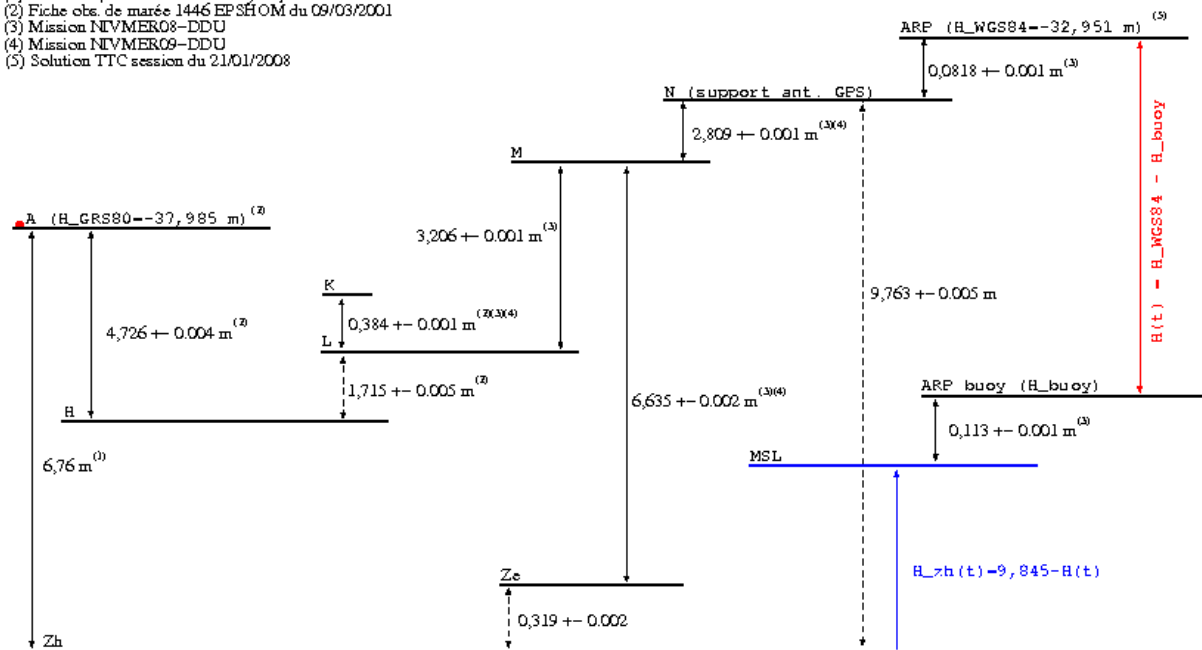 (2) Fiche obs. de marée 1446 EPSHOM du 09/03/2001
(3) Mission NIVMER08-DDU
(4) Mission NIVMER09-DDU
(5) Solution TTC session du 21/01/2008
ARP (H_WGS84=-32,951 m) (5)
0,0818 +- 0.001 m(3)
N (support ant. GPS)
2,809 +- 0.001 m(3)(4)
M
A (H_GRS80=-37,985 m) (2)
3,206 +- 0.001 m(3)
H(t) = H_WGS84 - H_buoy
K
9,763 +- 0.005 m
4,726 +- 0.004 m(2)
0,384 +- 0.001 m(2)(3)(4)
L
1,715 +- 0.005 m(2)
ARP buoy (H_buoy)
6,635 +- 0.002 m(3)(4)
H
0,113 +- 0.001 m(3)
6,76 m(1)
MSL
Ze
H_zh(t)=9,845-H(t)
0,319 +- 0.002
Zh